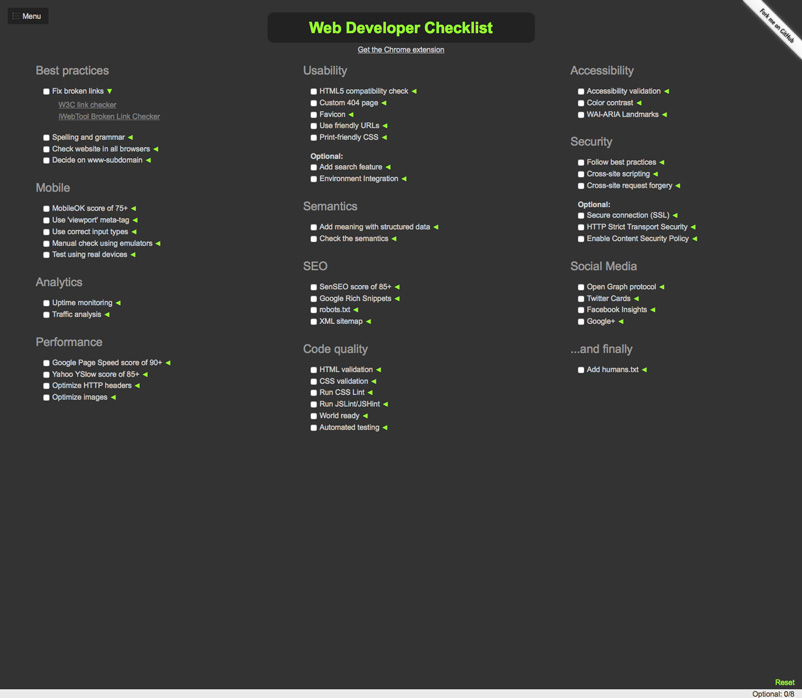 Menu
Web Developer Checklist
Fork me on GitHub
Get the Chrome extension
Best practices
Fix broken links
W3C link checker
iWebTool Broken Link Checker
Spelling and grammar
Check website in all browsers
Decide on www-subdomain
Mobile
MobileOK score of 75+
Use 'viewport' meta-tag
Use correct input types
Manual check using emulators
Test using real devices
Analytics
Uptime monitoring
Traffic analysis
Performance
Google Page Speed score of 90+
Yahoo YSlow score of 85+
Optimize HTTP headers
Optimize images
Usability
HTML5 compatibility check
Custom 404 page
Favicon
Use friendly URLs
Print-friendly CSS
Optional:
Add search feature
Environment Integration
Semantics
Add meaning with structured data
Check the semantics
SEO
SenSEO score of 85+
Google Rich Snippets
robots.txt
XML sitemap
Code quality
HTML validation
CSS validation
Run CSS Lint
Run JSLint/JSHint
World ready
Automated testing
Accessibility
Accessibility validation
Color contrast
WAI-ARIA Landmarks
Security
Follow best practices
Cross-site scripting
Cross-site request forgery
Optional:
Secure connection (SSL)
HTTP Strict Transport Security
Enable Content Security Policy
Social Media
Open Graph protocol
Twitter Cards
Facebook Insights
Google+
...and finally
Add humans.txt
Reset
Optional: 0/8